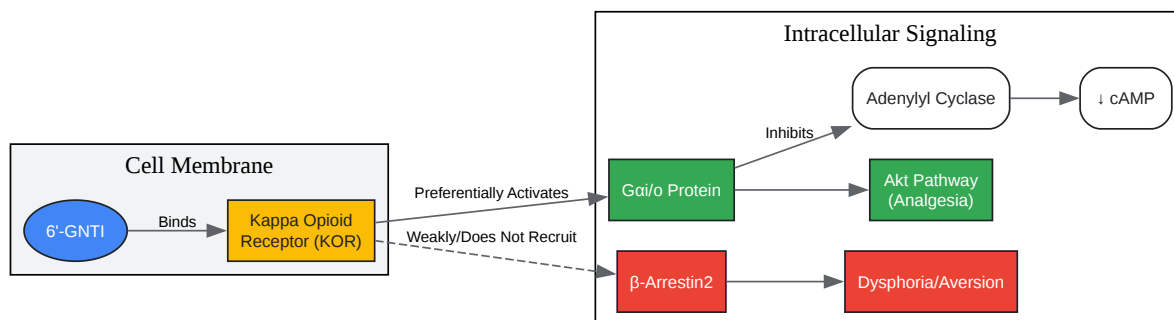 Intracellular Signaling
Adenylyl Cyclase
↓ cAMP
Inhibits
Cell Membrane
6'-GNTI
Binds
Kappa Opioid
Receptor (KOR)
Preferentially Activates
Weakly/Does Not Recruit
Gαi/o Protein
Akt Pathway
(Analgesia)
β-Arrestin2
Dysphoria/Aversion